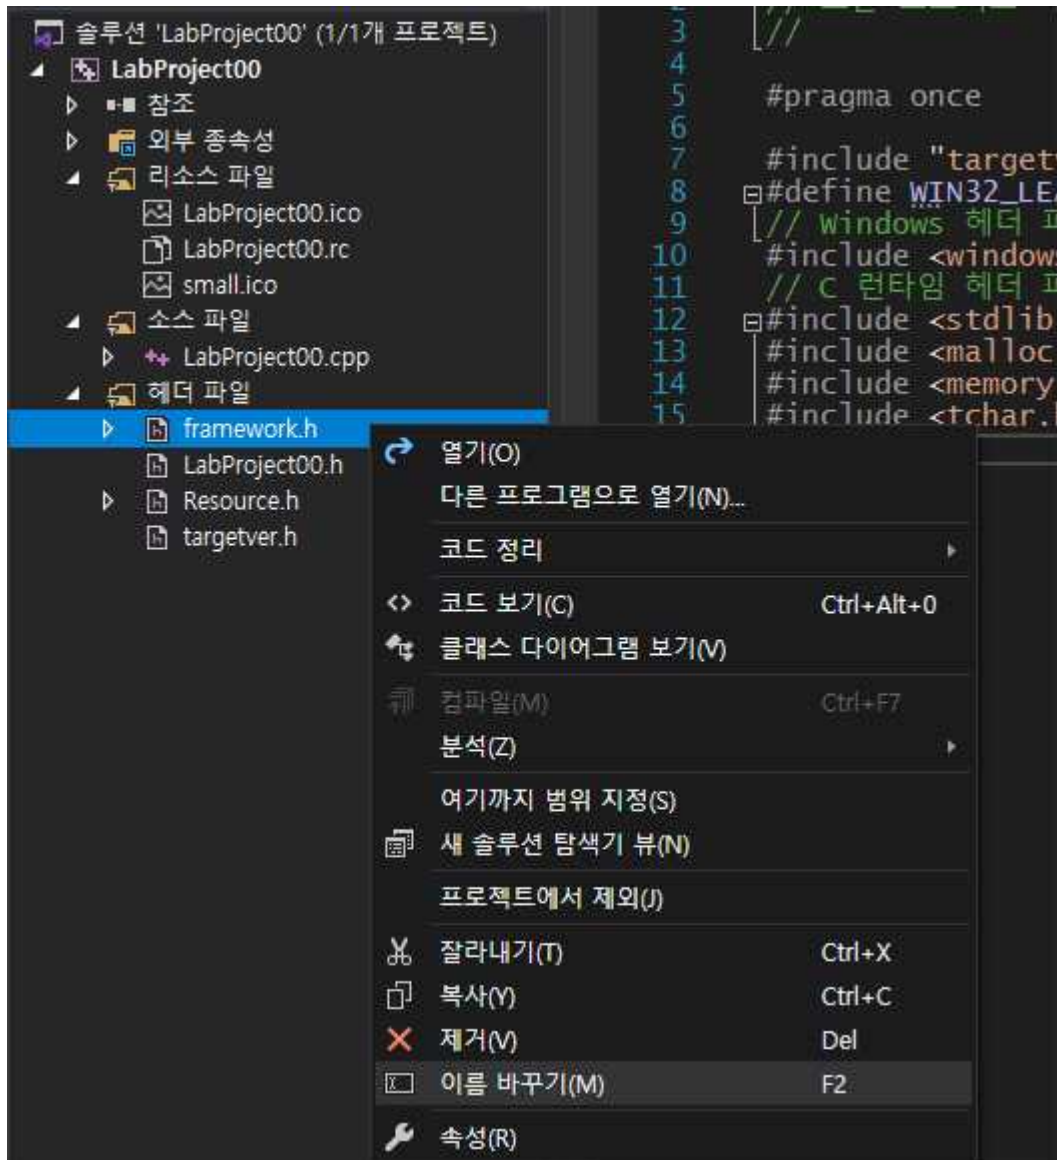 솔루션 'LabProject00' (1/1개 프로젝트)
LabProject00
참조
외부 종속성
리소스 파일
LabProject00.ico
LabProject00.rc
small.ico
소스 파일
LabProject00.cpp
헤더 파일
framework.h
LabProject00.h
Resource.h
targetver.h
3 //
4
5 #pragma once
6
7 #include "target
8 #define WIN32_LEA
9 // Windows 헤더
10 #include <windows
11 // C 런타임 헤더
12 #include <stdlib
13 #include <malloc
14 #include <memory
15 #include <tchar.
열기(O)
다른 프로그램으로 열기(N)...
코드 정리
코드 보기(C) Ctrl+Alt+0
클래스 다이어그램 보기(V)
컴파일(M) Ctrl+F7
분석(Z)
여기까지 범위 지정(S)
새 솔루션 탐색기 뷰(N)
프로젝트에서 제외(J)
잘라내기(T) Ctrl+X
복사(Y) Ctrl+C
제거(V) Del
이름 바꾸기(M) F2
속성(R)